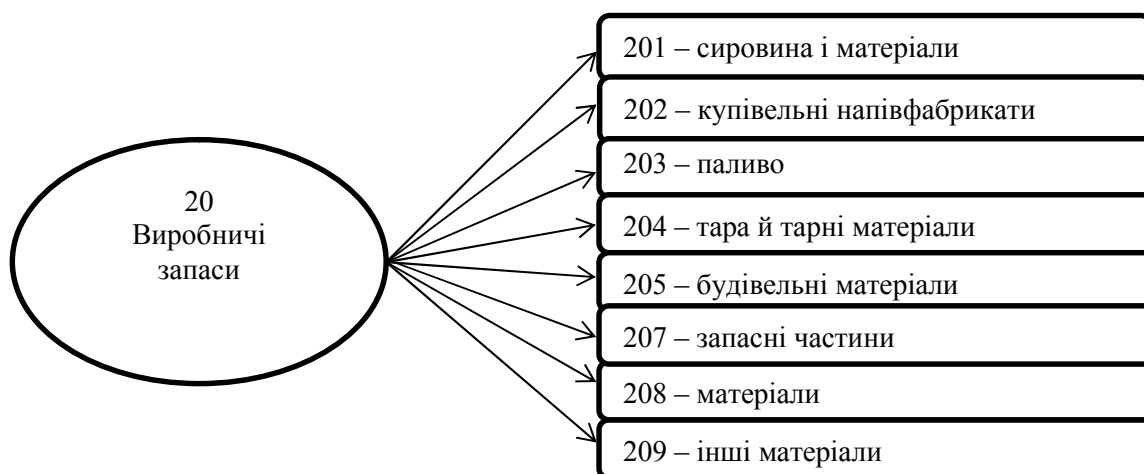 20
Виробничі
запаси
201 – сировина і матеріали
202 – купівельні напівфабрикати
203 – паливо
204 – тара й тарні матеріали
205 – будівельні матеріали
207 – запасні частини
208 – матеріали
209 – інші матеріали